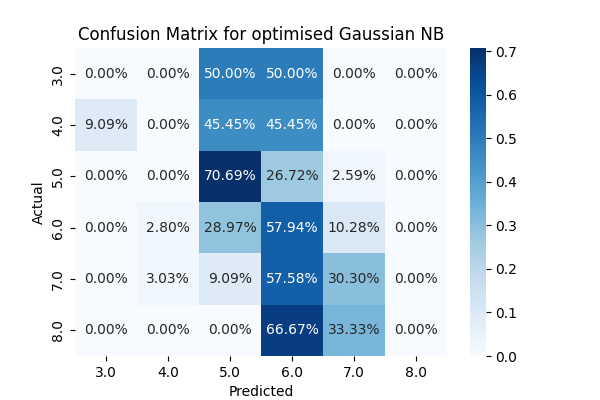 Confusion Matrix for optimised Gaussian NB
3.0 0.00% 0.00% 50.00% 50.00% 0.00% 0.00%
4.0 9.09% 0.00% 45.45% 45.45% 0.00% 0.00%
5.0 0.00% 0.00% 70.69% 26.72% 2.59% 0.00%
6.0 0.00% 2.80% 28.97% 57.94% 10.28% 0.00%
7.0 0.00% 3.03% 9.09% 57.58% 30.30% 0.00%
8.0 0.00% 0.00% 0.00% 66.67% 33.33% 0.00%
Actual
3.0 4.0 5.0 6.0 7.0 8.0
Predicted
0.7
0.6
0.5
0.4
0.3
0.2
0.1
0.0